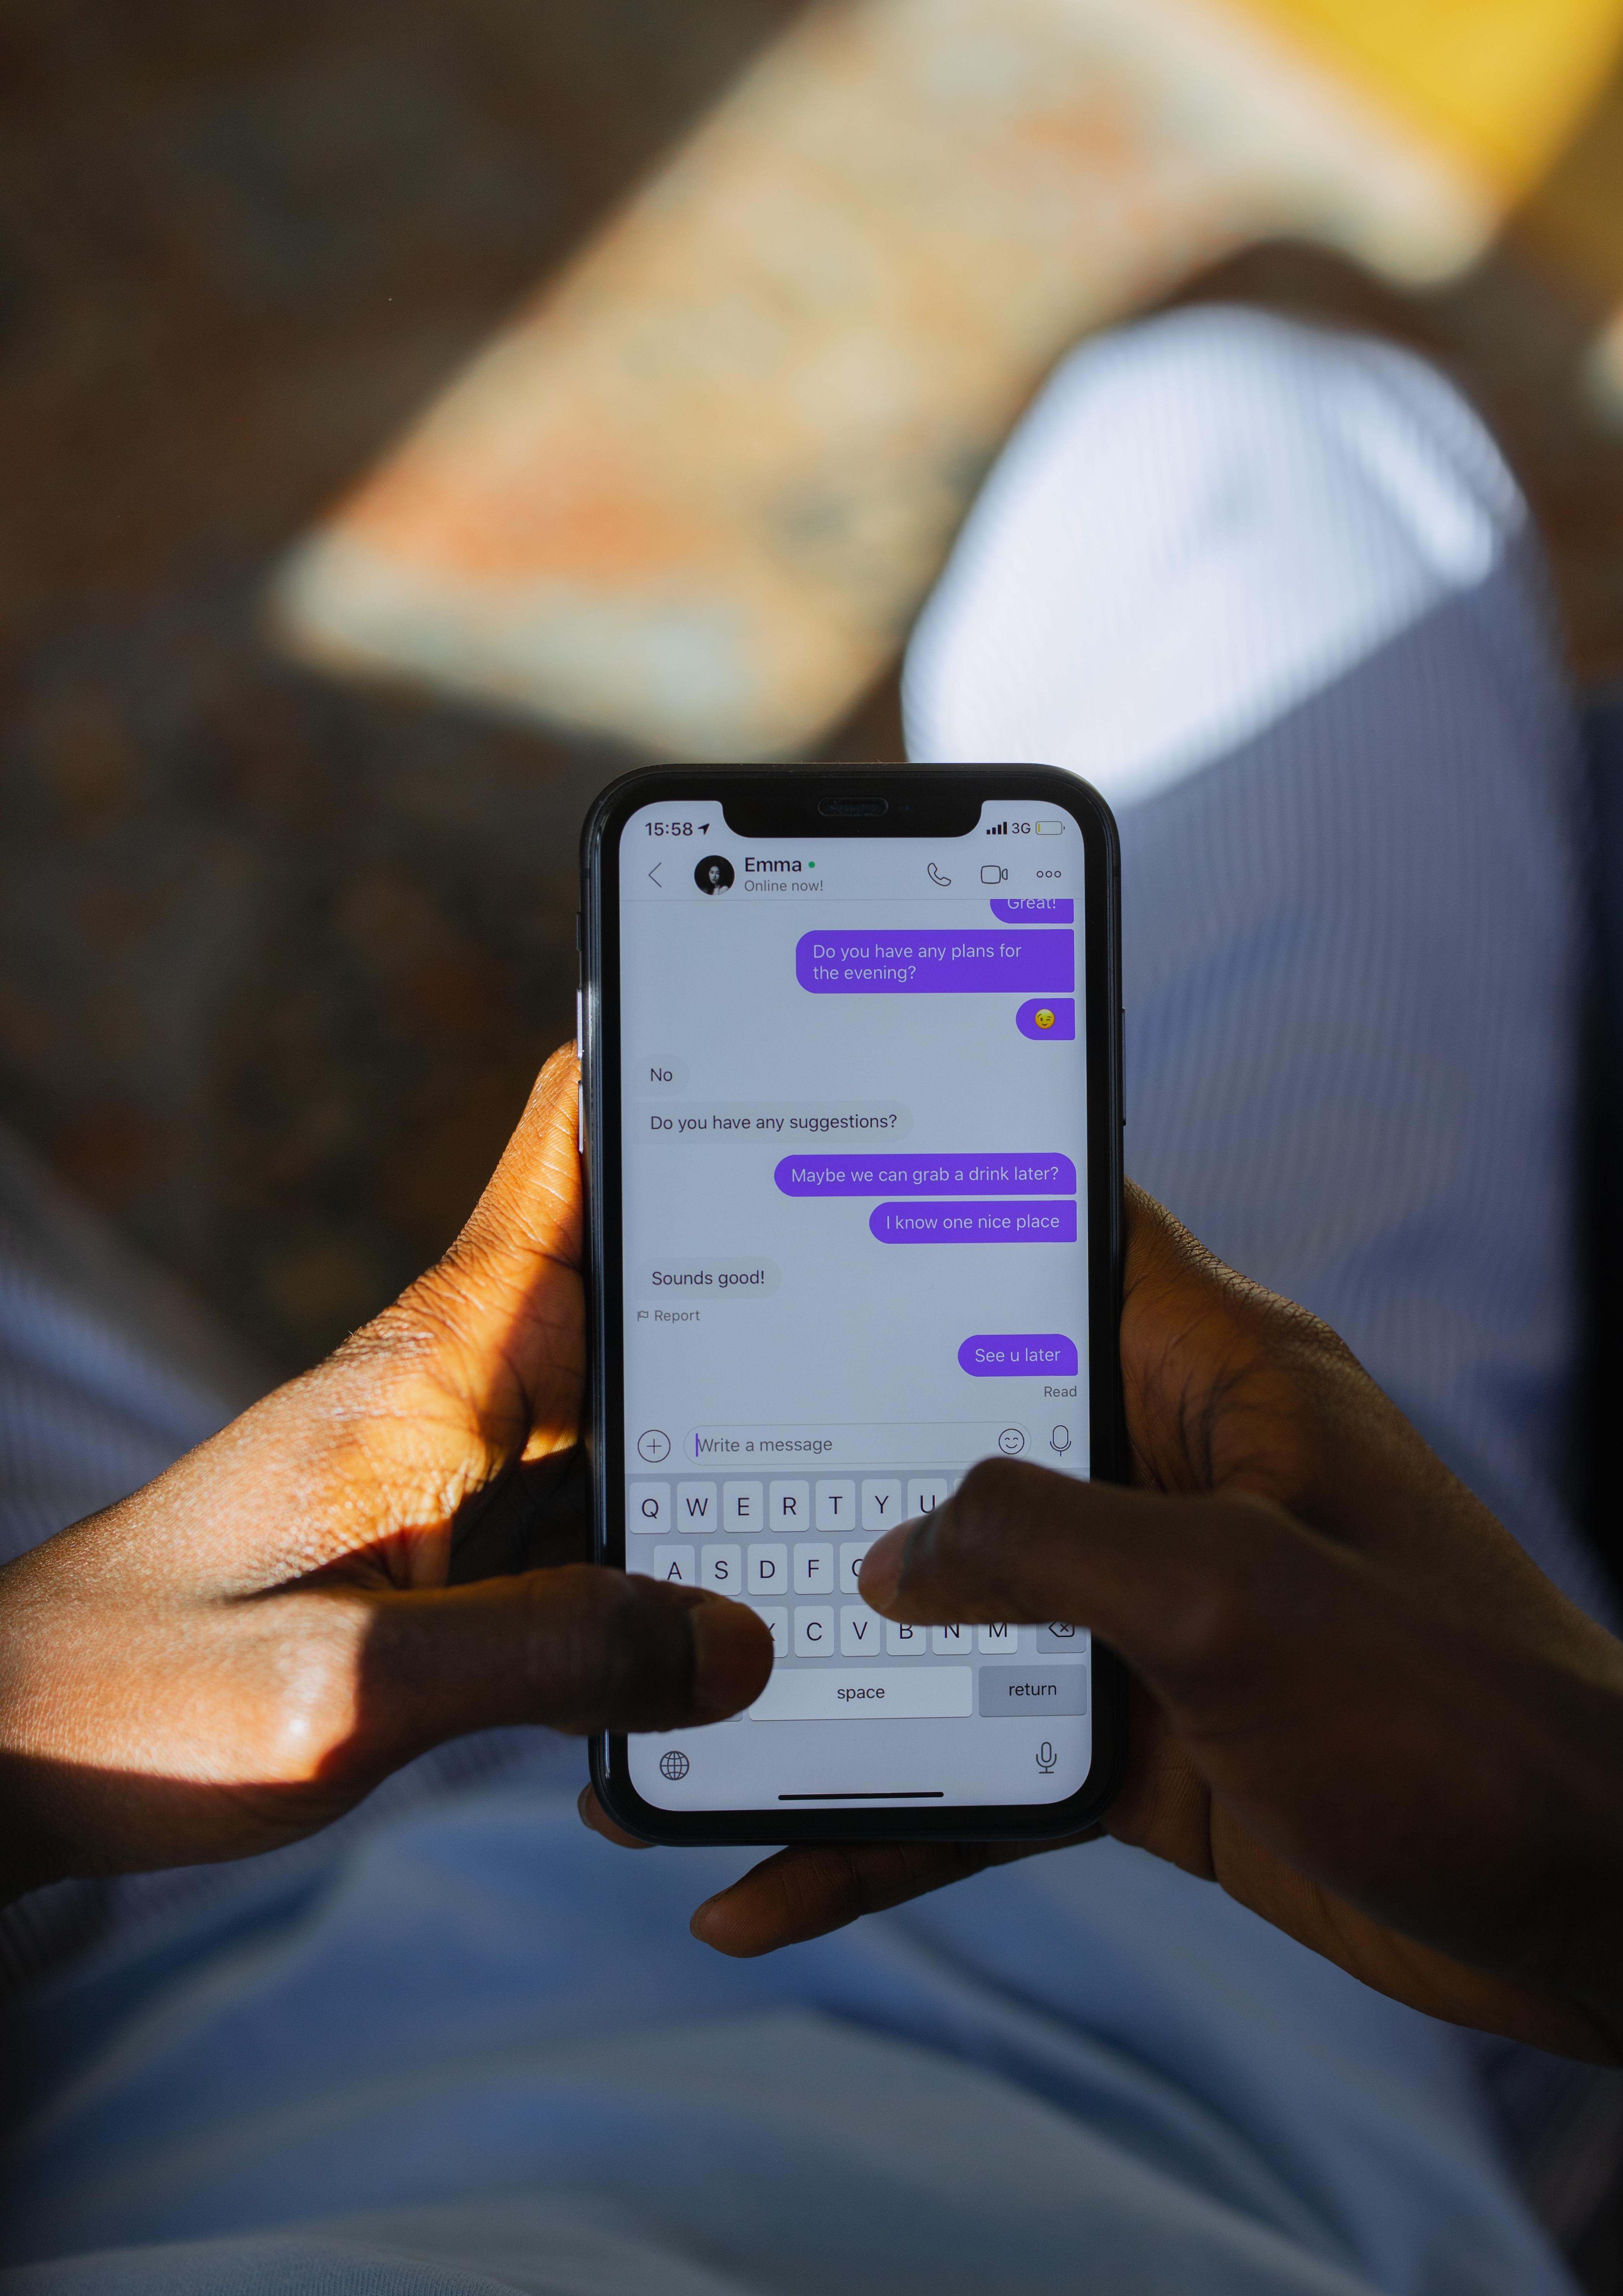 15:58
3G
Emma
Online now!
Great!
Do you have any plans for
the evening?
No
Do you have any suggestions?
Maybe we can grab a drink later?
I know one nice place
Sounds good!
Report
See u later
Read
Write a message
Q W E R T Y U
A S D F
C V B N M
space
return